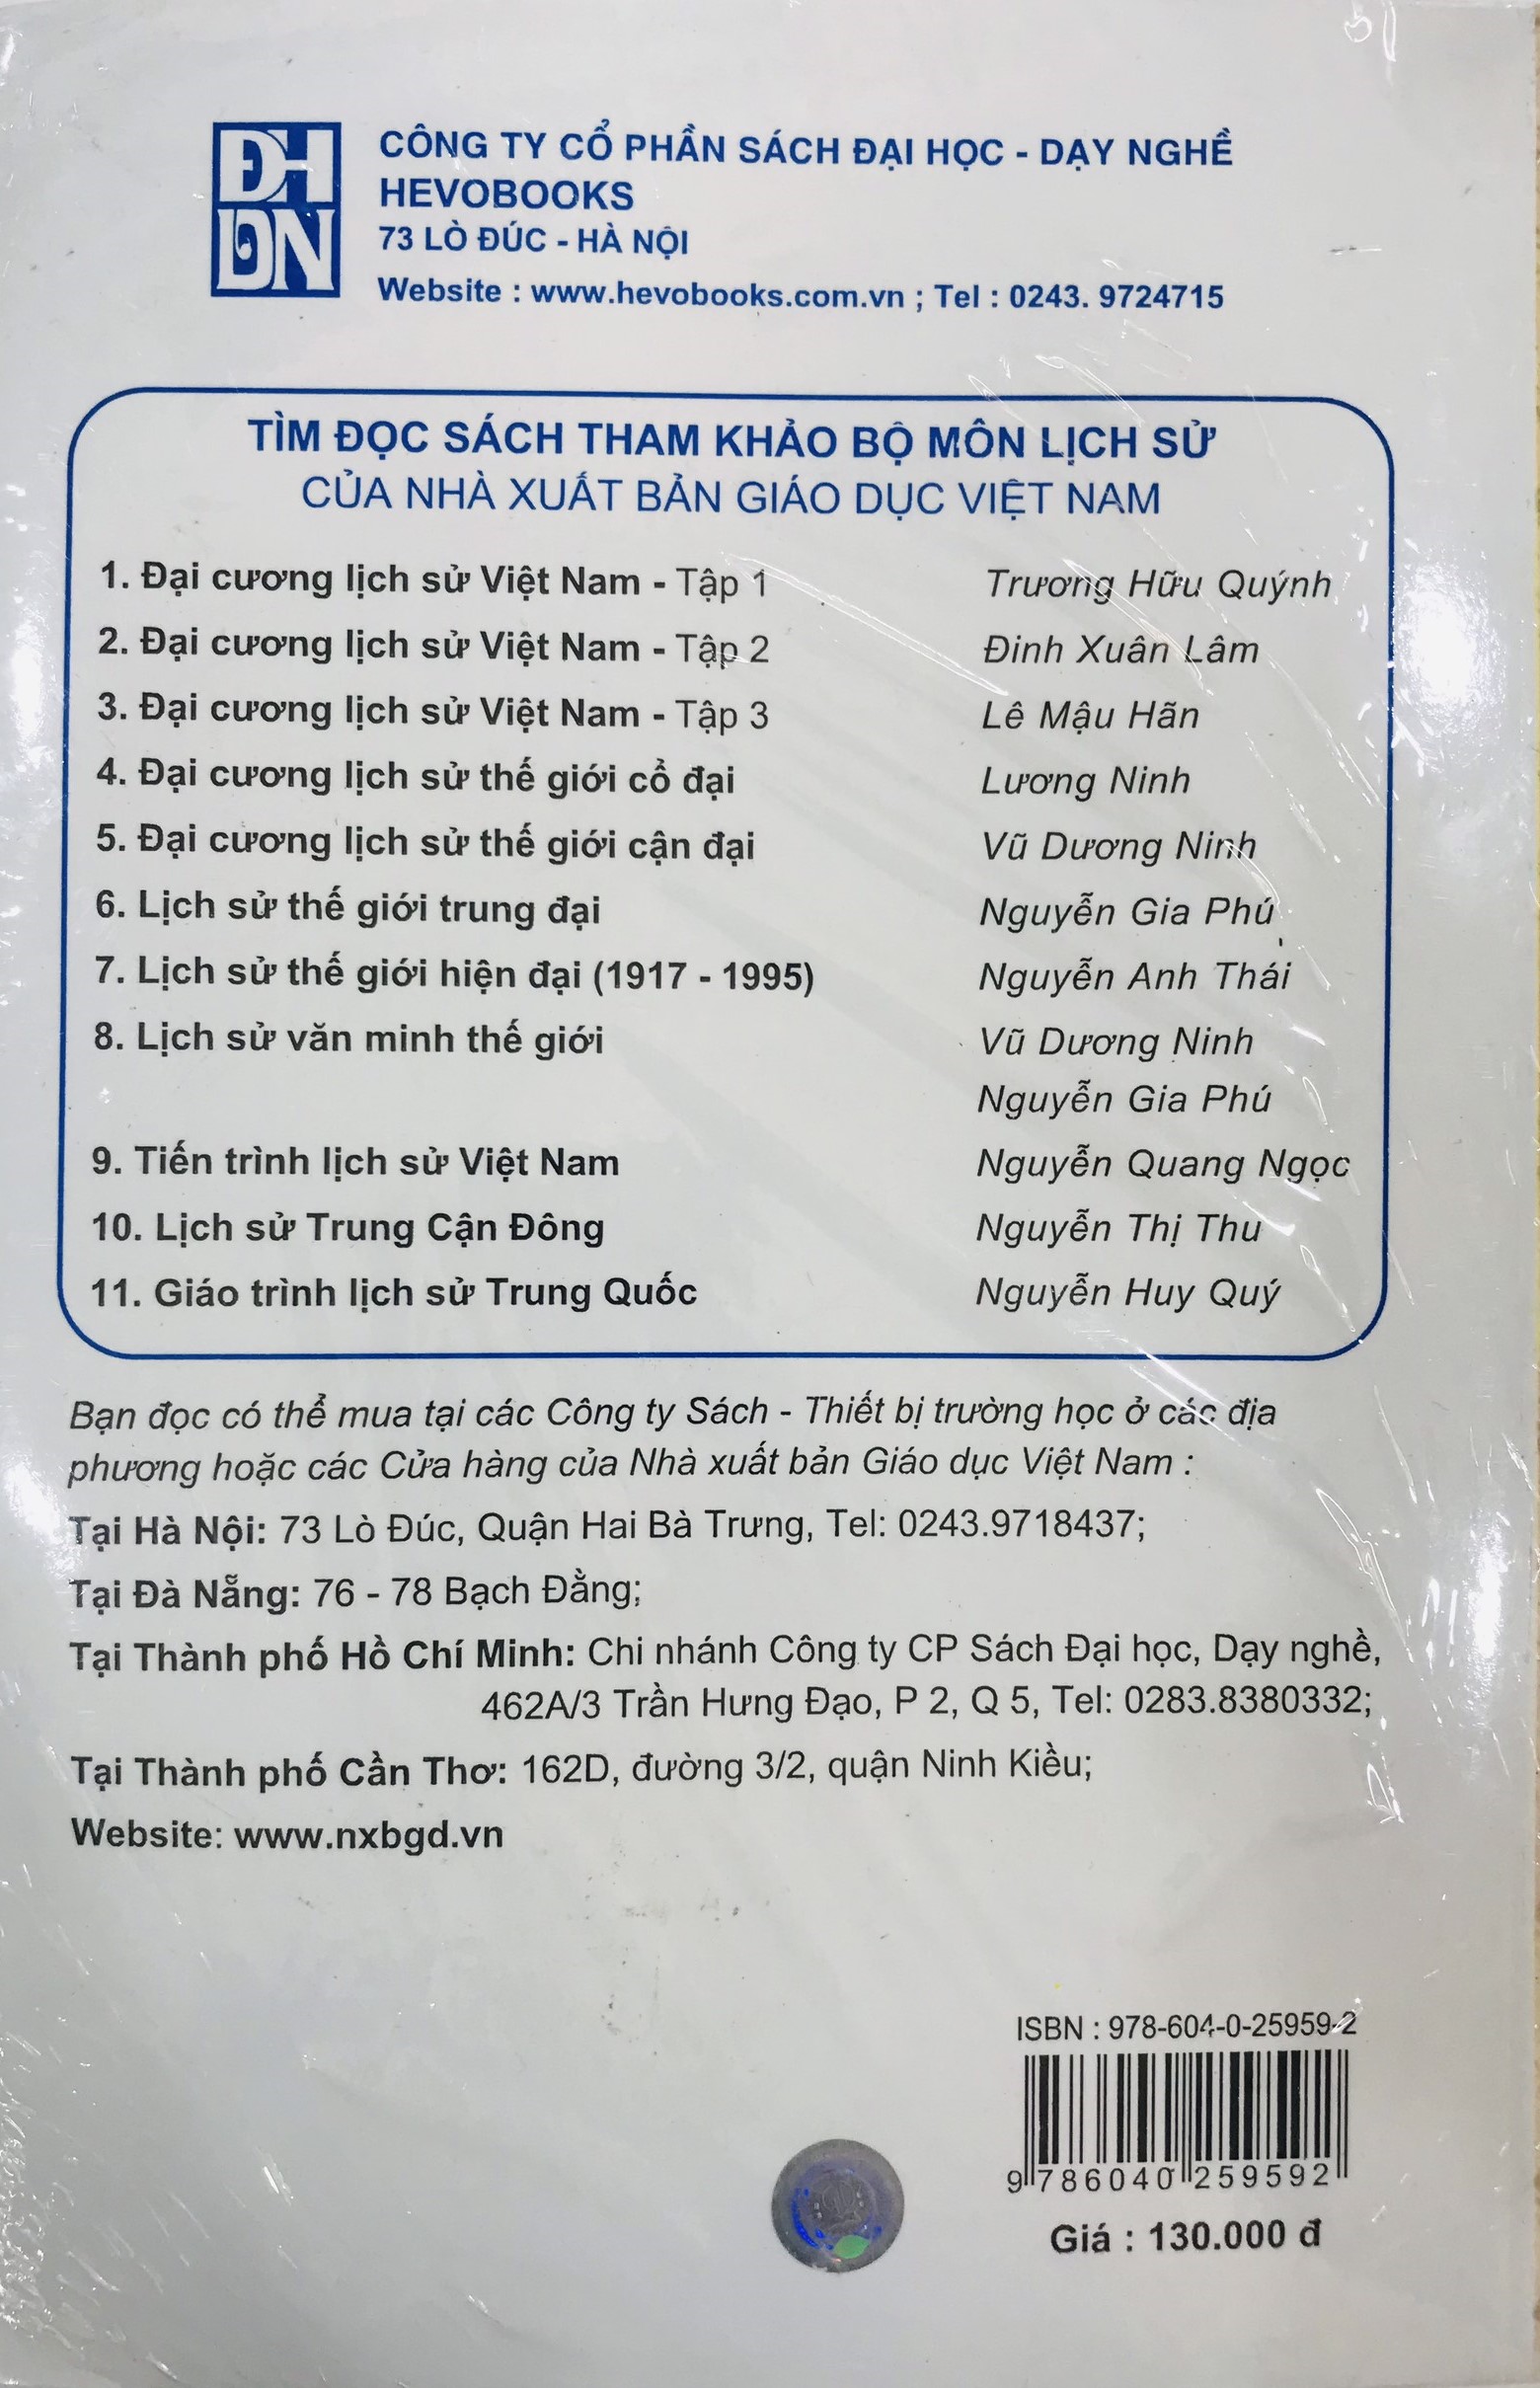 ĐH
DN
CÔNG TY CỔ PHẦN SÁCH ĐẠI HỌC - DẠY NGHỀ
HEVOBOOKS
73 LÒ ĐÚC - HÀ NỘI
Website : www.hevobooks.com.vn ; Tel : 0243. 9724715
TÌM ĐỌC SÁCH THAM KHẢO BỘ MÔN LỊCH SỬ
CỦA NHÀ XUẤT BẢN GIÁO DỤC VIỆT NAM
1. Đại cương lịch sử Việt Nam - Tập 1 Trương Hữu Quýnh
2. Đại cương lịch sử Việt Nam - Tập 2 Đinh Xuân Lâm
3. Đại cương lịch sử Việt Nam - Tập 3 Lê Mậu Hãn
4. Đại cương lịch sử thế giới cổ đại Lương Ninh
5. Đại cương lịch sử thế giới cận đại Vũ Dương Ninh
6. Lịch sử thế giới trung đại Nguyễn Gia Phú
7. Lịch sử thế giới hiện đại (1917 - 1995) Nguyễn Anh Thái
8. Lịch sử văn minh thế giới Vũ Dương Ninh
Nguyễn Gia Phú
9. Tiến trình lịch sử Việt Nam Nguyễn Quang Ngọc
10. Lịch sử Trung Cận Đông Nguyễn Thị Thu
11. Giáo trình lịch sử Trung Quốc Nguyễn Huy Quý
Bạn đọc có thể mua tại các Công ty Sách - Thiết bị trường học ở các địa
phương hoặc các Cửa hàng của Nhà xuất bản Giáo dục Việt Nam :
Tại Hà Nội: 73 Lò Đúc, Quận Hai Bà Trưng, Tel: 0243.9718437;
Tại Đà Nẵng: 76 - 78 Bạch Đằng;
Tại Thành phố Hồ Chí Minh: Chi nhánh Công ty CP Sách Đại học, Dạy nghề,
462A/3 Trần Hưng Đạo, P 2, Q 5, Tel: 0283.8380332;
Tại Thành phố Cần Thơ: 162D, đường 3/2, quận Ninh Kiều;
Website: www.nxbgd.vn
ISBN : 978-604-0-25959-2
9 786040 259592
Giá : 130.000 đ